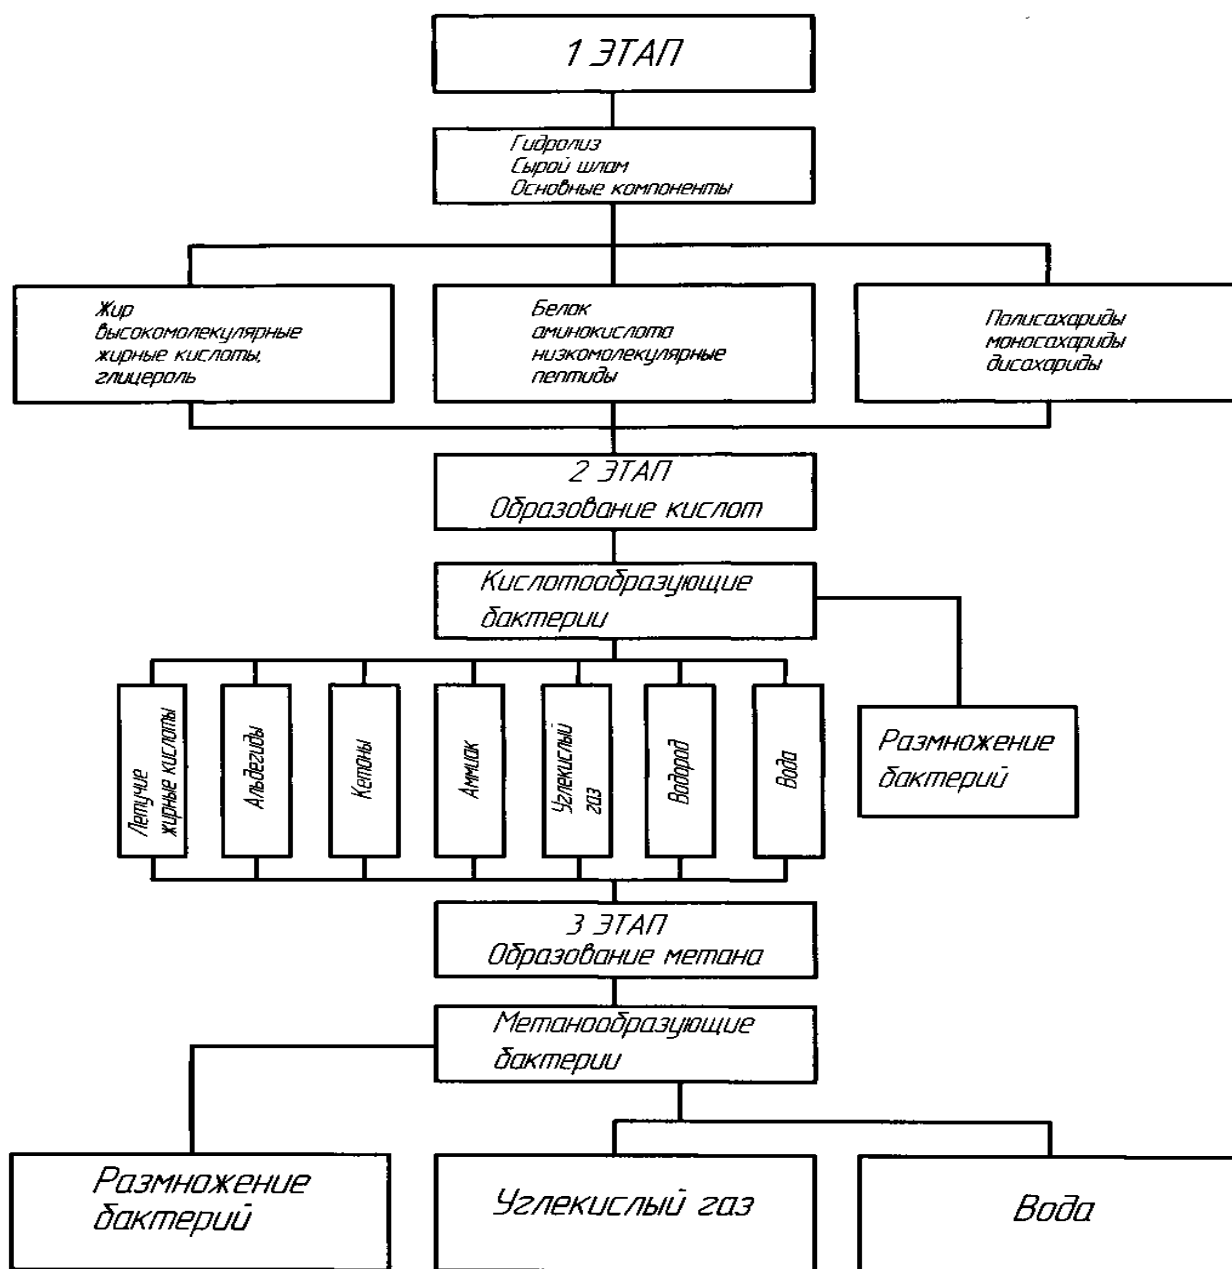 1 ЭТАП
Гидролиз
Сырой шлам
Основные компоненты
Жир
высокомолекулярные
жирные кислоты,
глицероль
Белок
аминокислота
низкомолекулярные
пептиды
Полисахариды
моносахариды
дисахариды
2 ЭТАП
Образование кислот
Кислотообразующие
бактерии
Летучие
жирные кислоты
Альдегиды
Кетоны
Аммиак
Углекислый
газ
Водород
Вода
Размножение
бактерий
3 ЭТАП
Образование метана
Метанообразующие
бактерии
Размножение
бактерий
Углекислый газ
Вода